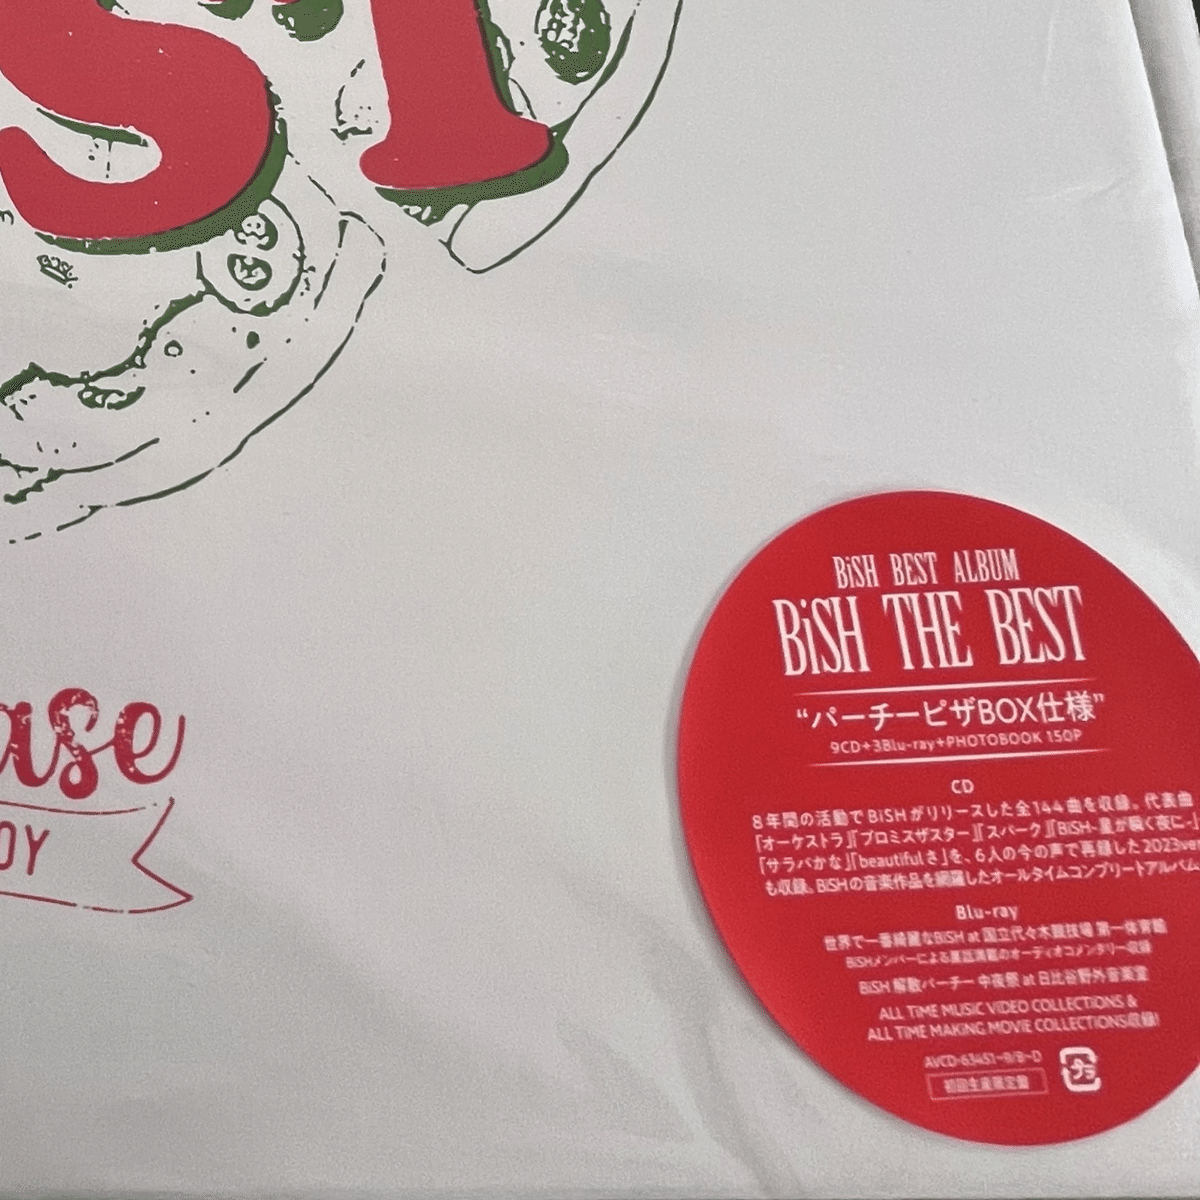 ST
ase
OY
BiSH BEST ALBUM
BiSH THE BEST
“パーチーピザBOX仕様”
9CD+3Blu-ray+PHOTOBOOK 150P
CD
8年間の活動でBiSHがリリースした全144曲を収録。代表曲
「オーケストラ」「プロミスザスター」「スパーク」「BiSH-星が瞬く夜に-」
「サラバかな」「beautifulさ」を、6人の今の声で再録した2023ver
も収録。BiSHの音楽作品を網羅したオールタイムコンプリートアルバム
Blu-ray
世界で一番綺麗なBiSH at 国立代々木競技場 第一体育館
BiSHメンバーによる裏話満載のオーディオコメンタリー収録
BiSH 解散パーチー 中夜祭 at 日比谷野外音楽堂
ALL TiME MUSiC ViDEO COLLECTiONS &
ALL TiME MAKiNG MOViE COLLECTiONS収録!
AVCD-63451~9/B~D
初回生産限定盤